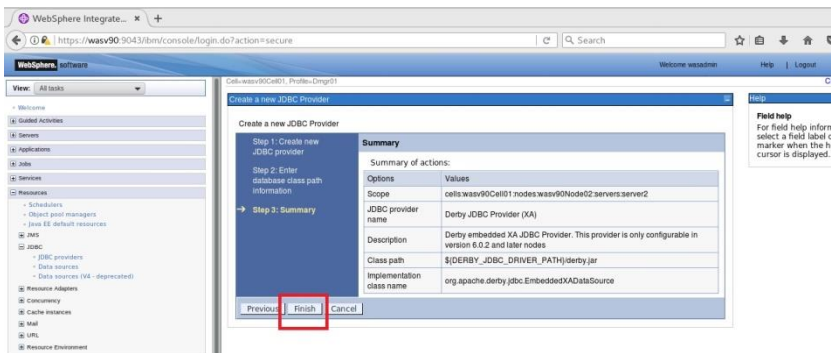 WebSphere Integrate... × +
https://wasv90:9043/ibm/console/login.do?action=secure
Search
WebSphere. software
Welcome wasadmin
Help | Logout
View: All tasks
Cell=wasv90Cell01, Profile=Dmgr01
Welcome
Guided Activities
Servers
Applications
Jobs
Services
Resources
Schedulers
Object pool managers
Java EE default resources
JMS
JDBC
JDBC providers
Data sources
Data sources (V4 - deprecated)
Resource Adapters
Concurrency
Cache instances
Mail
URL
Resource Environment
Create a new JDBC Provider
Create a new JDBC Provider
Step 1: Create new
JDBC provider
Step 2: Enter
database class path
information
Step 3: Summary
Summary
Summary of actions:
Options Values
Scope cells:wasv90Cell01:nodes:wasv90Node02:servers:server2
JDBC provider
name
Derby JDBC Provider (XA)
Description
Derby embedded XA JDBC Provider. This provider is only configurable in
version 6.0.2 and later nodes
Class path ${DERBY_JDBC_DRIVER_PATH}/derby.jar
Implementation
class name
org.apache.derby.jdbc.EmbeddedXADataSource
Previous Finish Cancel
Help
Field help
For field help inform
select a field label o
marker when the h
cursor is displayed.